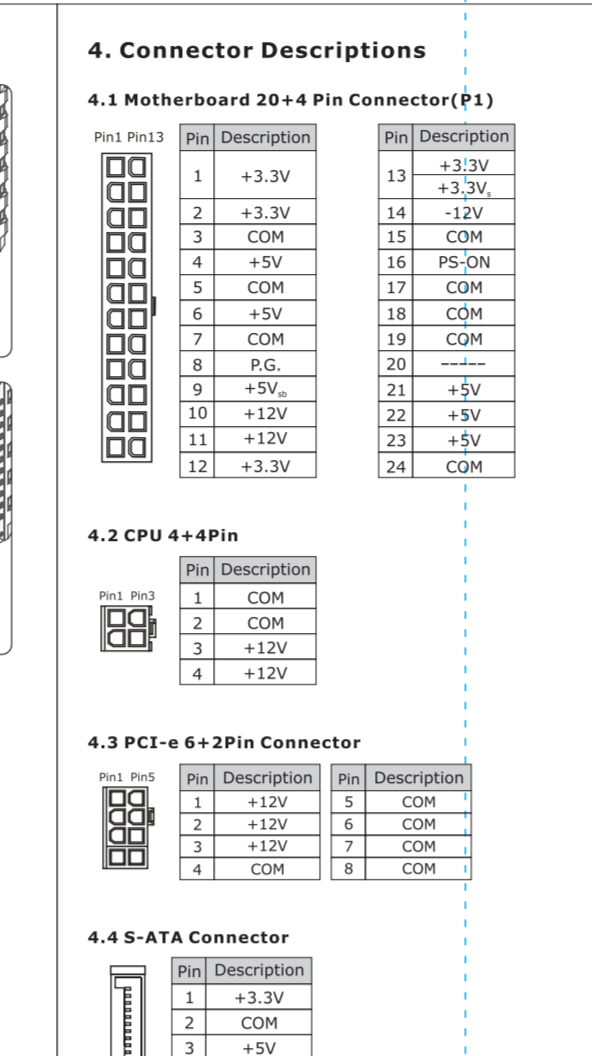 4. Connector Descriptions
4.1 Motherboard 20+4 Pin Connector(P1)
Pin1 Pin13
Pin Description
1 +3.3V
2 +3.3V
3 COM
4 +5V
5 COM
6 +5V
7 COM
8 P.G.
9 +5Vsb
10 +12V
11 +12V
12 +3.3V
Pin Description
13 +3.3V
+3.3Vs
14 -12V
15 COM
16 PS-ON
17 COM
18 COM
19 COM
20 -----
21 +5V
22 +5V
23 +5V
24 COM
4.2 CPU 4+4Pin
Pin1 Pin3
Pin Description
1 COM
2 COM
3 +12V
4 +12V
4.3 PCI-e 6+2Pin Connector
Pin1 Pin5
Pin Description
1 +12V
2 +12V
3 +12V
4 COM
Pin Description
5 COM
6 COM
7 COM
8 COM
4.4 S-ATA Connector
Pin Description
1 +3.3V
2 COM
3 +5V